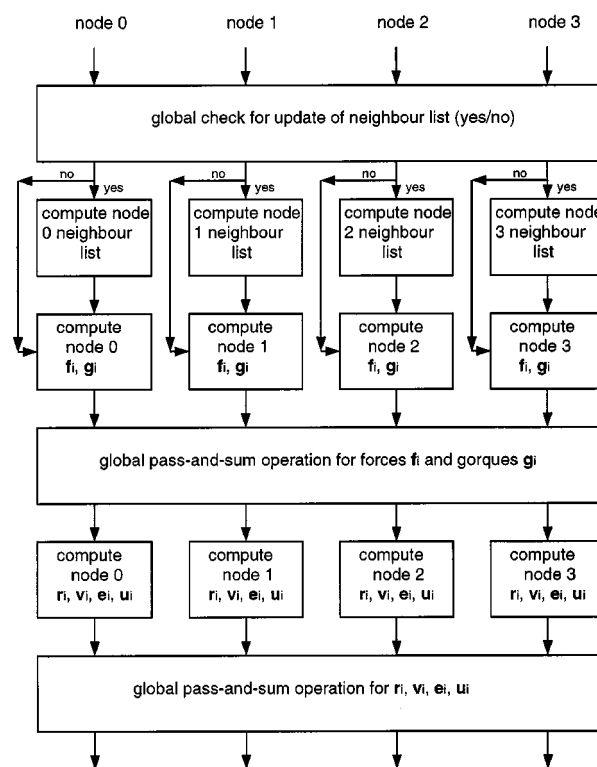 node 0 node 1 node 2 node 3
global check for update of neighbour list (yes/no)
no yes no yes no yes no yes
compute node
0 neighbour
list
compute node
1 neighbour
list
compute node
2 neighbour
list
compute node
3 neighbour
list
compute
node 0
fi, gi
compute
node 1
fi, gi
compute
node 2
fi, gi
compute
node 3
fi, gi
global pass-and-sum operation for forces fi and gorques gi
compute
node 0
ri, vi, ei, ui
compute
node 1
ri, vi, ei, ui
compute
node 2
ri, vi, ei, ui
compute
node 3
ri, vi, ei, ui
global pass-and-sum operation for ri, vi, ei, ui